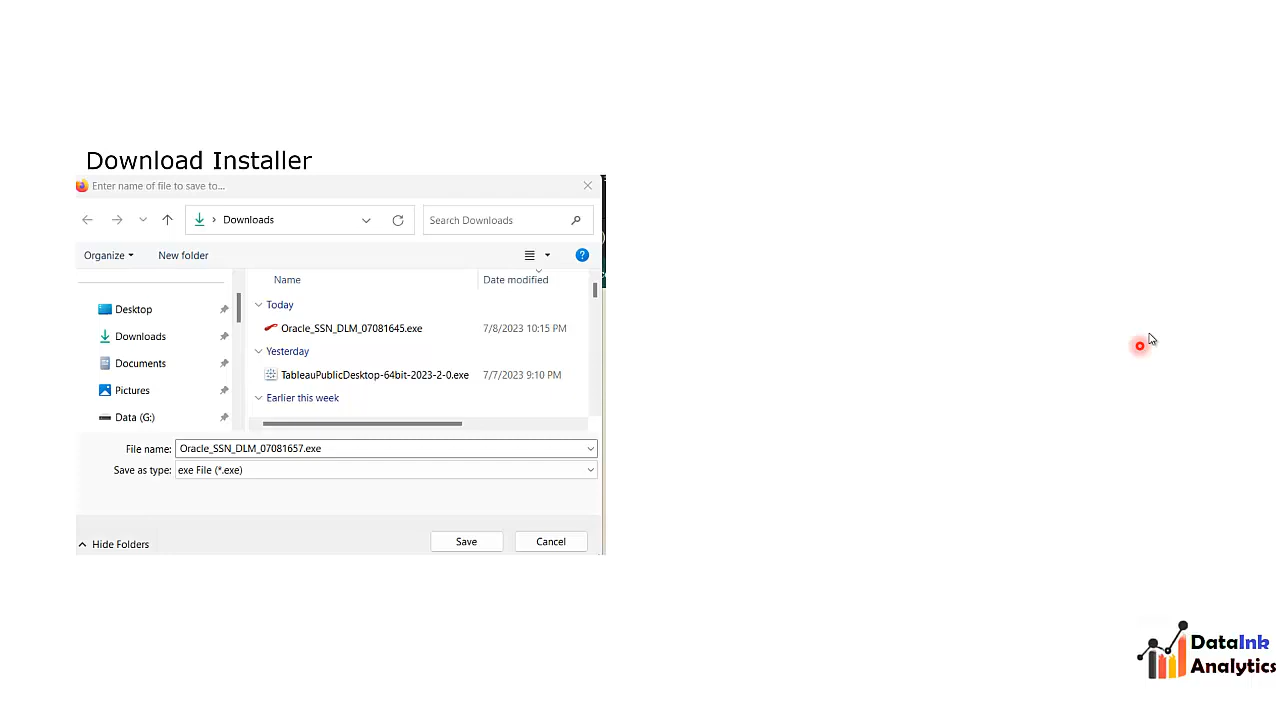 Download Installer
Enter name of file to save to...
Downloads
Search Downloads
Organize
New folder
Name
Date modified
Desktop
Downloads
Documents
Pictures
Data (G:)
Today
Oracle_SSN_DLM_07081645.exe 7/8/2023 10:15 PM
Yesterday
TableauPublicDesktop-64bit-2023-2-0.exe 7/7/2023 9:10 PM
Earlier this week
File name: Oracle_SSN_DLM_07081657.exe
Save as type: exe File (*.exe)
Hide Folders
Save
Cancel
DataInk
Analytics